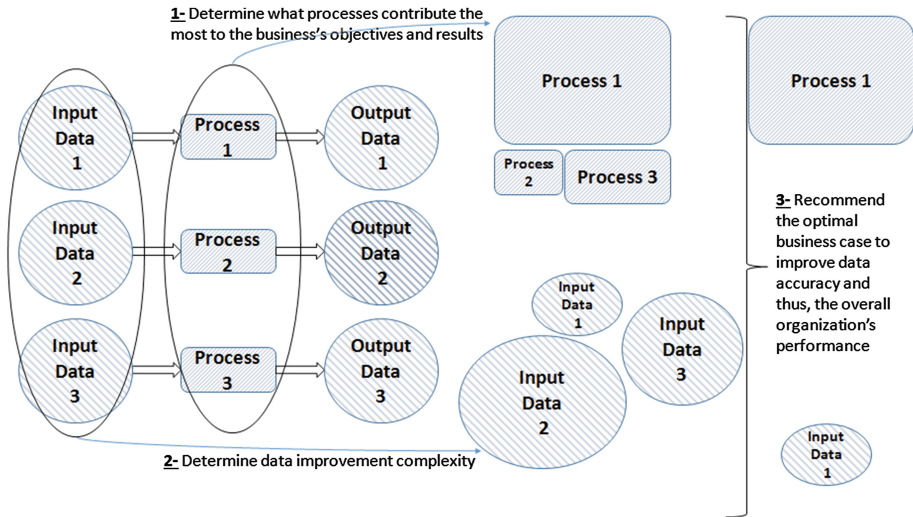 1- Determine what processes contribute the
most to the business's objectives and results
Input
Data
1
Process
1
Output
Data
1
Input
Data
2
Process
2
Output
Data
2
Input
Data
3
Process
3
Output
Data
3
2- Determine data improvement complexity
Process 1
Process
2
Process 3
Input
Data
1
Input
Data
2
Input
Data
3
Process 1
3- Recommend
the optimal
business case to
improve data
accuracy and
thus, the overall
organization's
performance
Input
Data
1